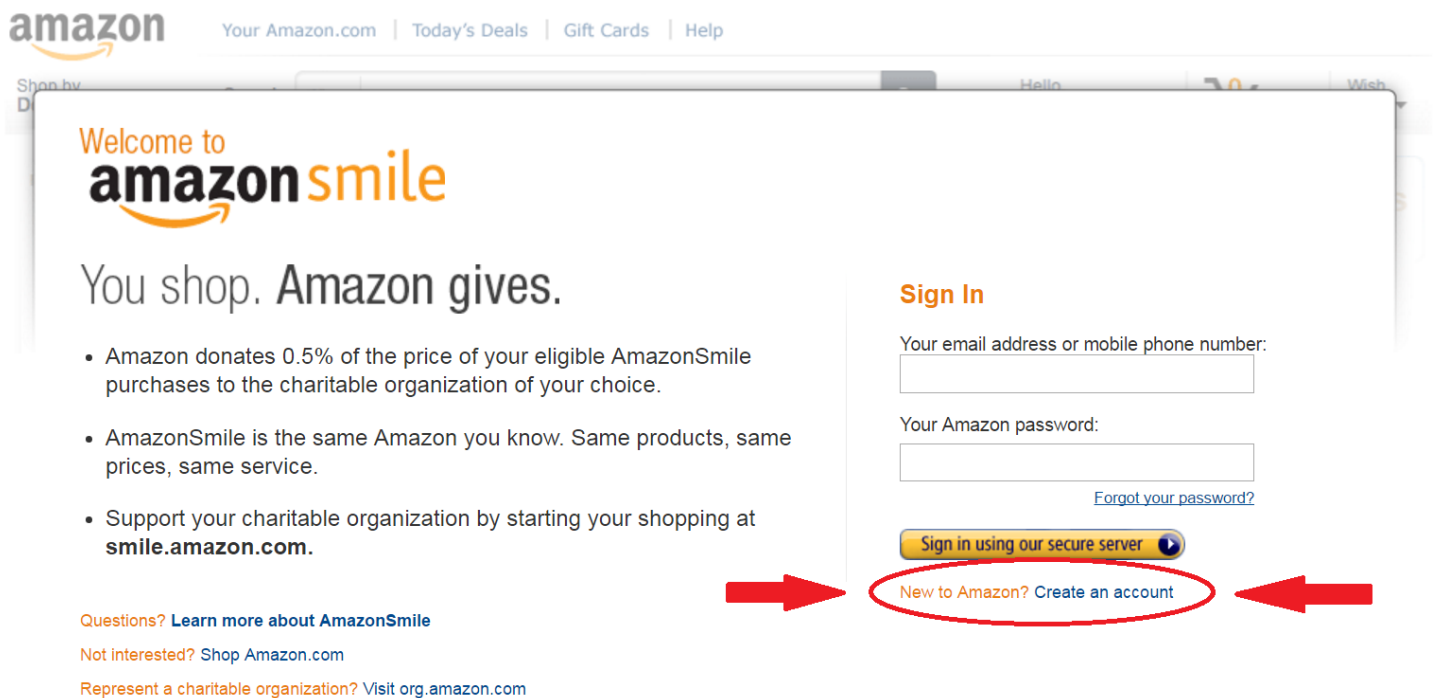 amazon
Your Amazon.com | Today's Deals | Gift Cards | Help
Shop by
Hello
0
Wish
Welcome to
amazonsmile
You shop. Amazon gives.
• Amazon donates 0.5% of the price of your eligible AmazonSmile
purchases to the charitable organization of your choice.
• AmazonSmile is the same Amazon you know. Same products, same
prices, same service.
• Support your charitable organization by starting your shopping at
smile.amazon.com.
Questions? Learn more about AmazonSmile
Not interested? Shop Amazon.com
Represent a charitable organization? Visit org.amazon.com
Sign In
Your email address or mobile phone number:
Your Amazon password:
Forgot your password?
Sign in using our secure server
New to Amazon? Create an account